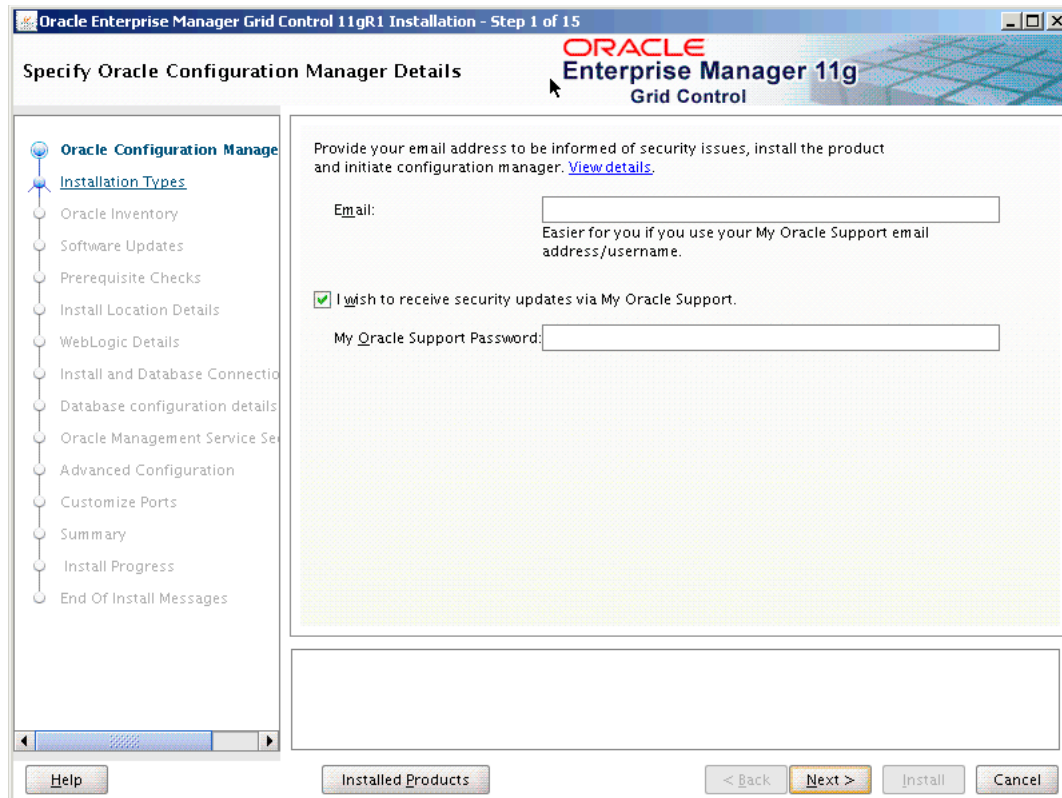 Oracle Enterprise Manager Grid Control 11gR1 Installation - Step 1 of 15
Specify Oracle Configuration Manager Details
ORACLE
Enterprise Manager 11g
Grid Control
Oracle Configuration Manage
Installation Types
Oracle Inventory
Software Updates
Prerequisite Checks
Install Location Details
WebLogic Details
Install and Database Connectio
Database configuration details
Oracle Management Service Se
Advanced Configuration
Customize Ports
Summary
Install Progress
End Of Install Messages
Provide your email address to be informed of security issues, install the product
and initiate configuration manager. View details.
Email:
Easier for you if you use your My Oracle Support email
address/username.
I wish to receive security updates via My Oracle Support.
My Oracle Support Password:
Help
Installed Products
< Back
Next >
Install
Cancel